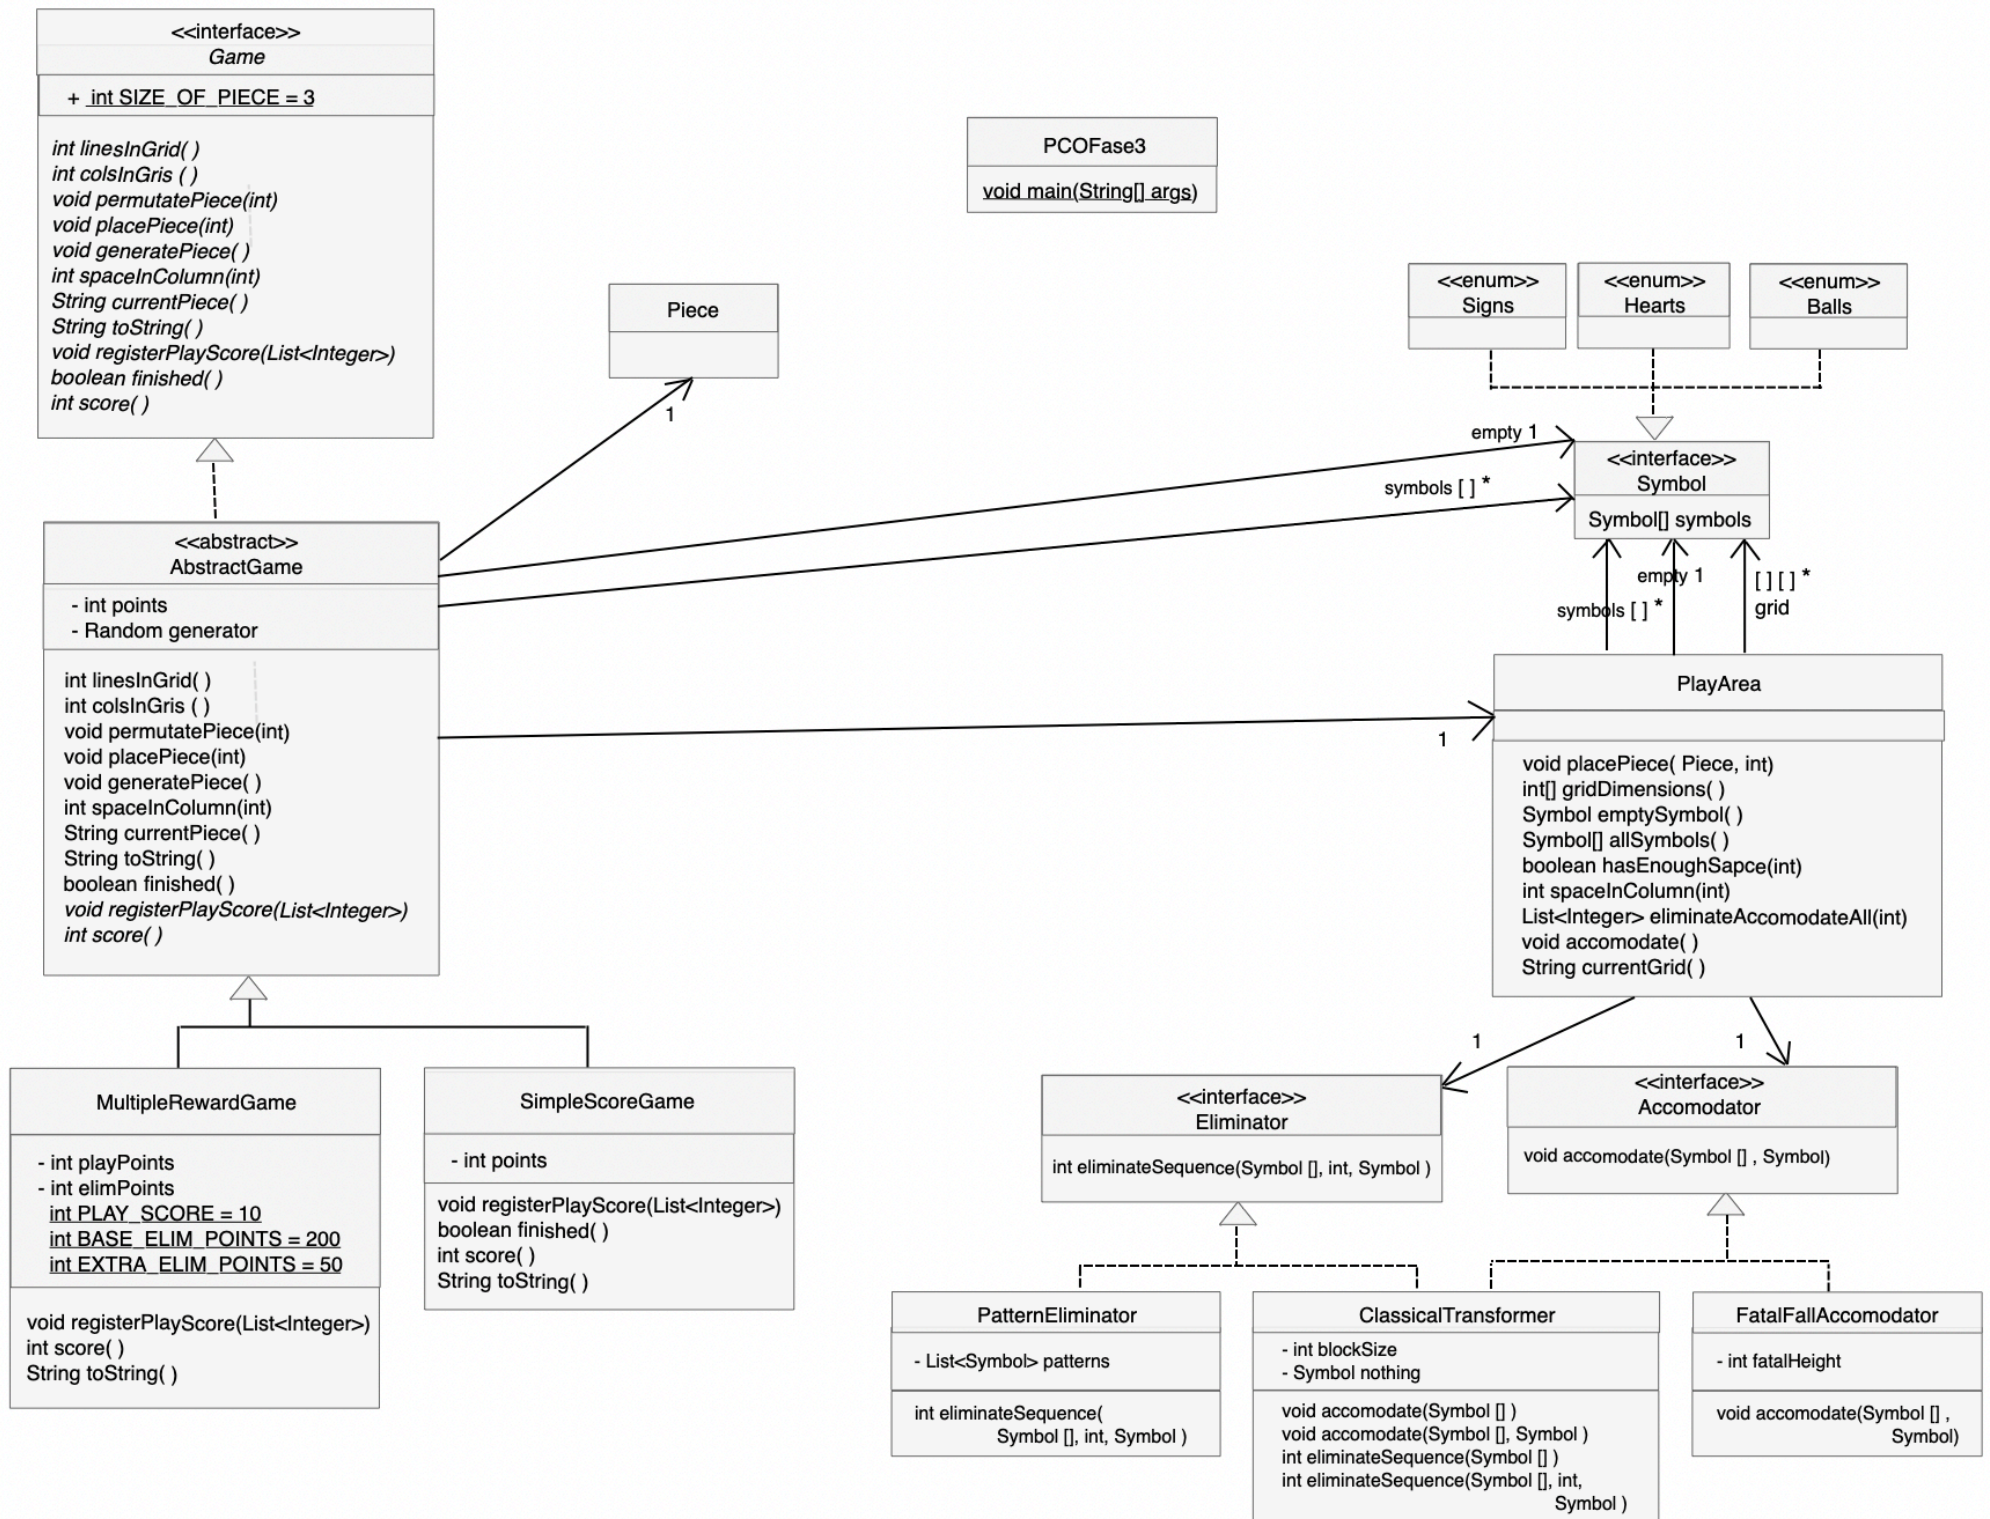 <<interface>>
Game
+ int SIZE_OF_PIECE = 3
int linesInGrid( )
int colsInGris ( )
void permutatePiece(int)
void placePiece(int)
void generatePiece( )
int spaceInColumn(int)
String currentPiece( )
String toString( )
void registerPlayScore(List<Integer>)
boolean finished( )
int score( )
PCOFase3
void main(String[] args)
Piece
1
<<enum>>
Signs
<<enum>>
Hearts
<<enum>>
Balls
empty 1
symbols [ ] *
<<interface>>
Symbol
Symbol[] symbols
symbols [ ] *
empty 1
[ ] [ ] *
grid
<<abstract>>
AbstractGame
- int points
- Random generator
int linesInGrid( )
int colsInGris ( )
void permutatePiece(int)
void placePiece(int)
void generatePiece( )
int spaceInColumn(int)
String currentPiece( )
String toString( )
boolean finished( )
void registerPlayScore(List<Integer>)
int score( )
1
PlayArea
void placePiece( Piece, int)
int[] gridDimensions( )
Symbol emptySymbol( )
Symbol[] allSymbols( )
boolean hasEnoughSapce(int)
int spaceInColumn(int)
List<Integer> eliminateAccomodateAll(int)
void accomodate( )
String currentGrid( )
1
1
MultipleRewardGame
- int playPoints
- int elimPoints
int PLAY_SCORE = 10
int BASE_ELIM_POINTS = 200
int EXTRA_ELIM_POINTS = 50
void registerPlayScore(List<Integer>)
int score( )
String toString( )
SimpleScoreGame
- int points
void registerPlayScore(List<Integer>)
boolean finished( )
int score( )
String toString( )
<<interface>>
Eliminator
int eliminateSequence(Symbol [], int, Symbol )
<<interface>>
Accomodator
void accomodate(Symbol [] , Symbol)
PatternEliminator
- List<Symbol> patterns
int eliminateSequence(
Symbol [], int, Symbol )
ClassicalTransformer
- int blockSize
- Symbol nothing
void accomodate(Symbol [] )
void accomodate(Symbol [], Symbol )
int eliminateSequence(Symbol [] )
int eliminateSequence(Symbol [], int,
Symbol )
FatalFallAccomodator
- int fatalHeight
void accomodate(Symbol [] ,
Symbol)